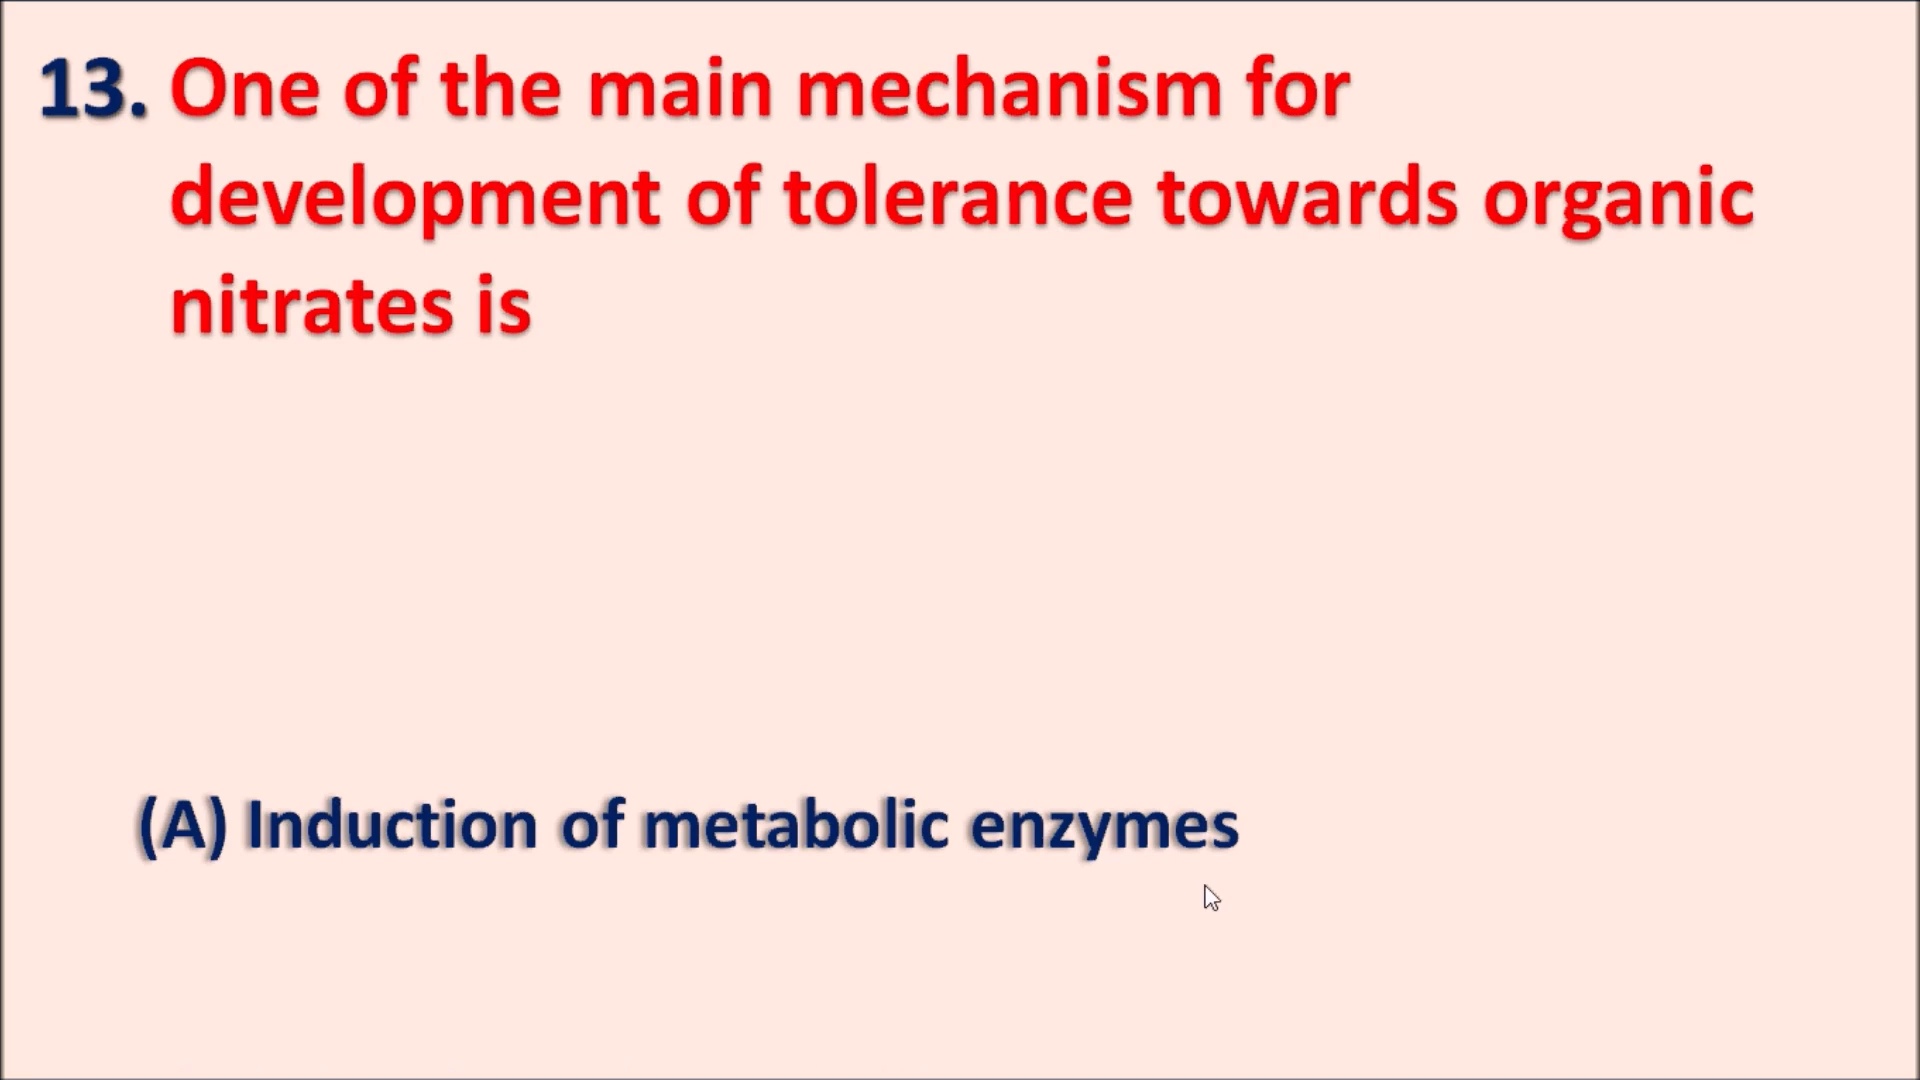 13. One of the main mechanism for
development of tolerance towards organic
nitrates is
(A) Induction of metabolic enzymes